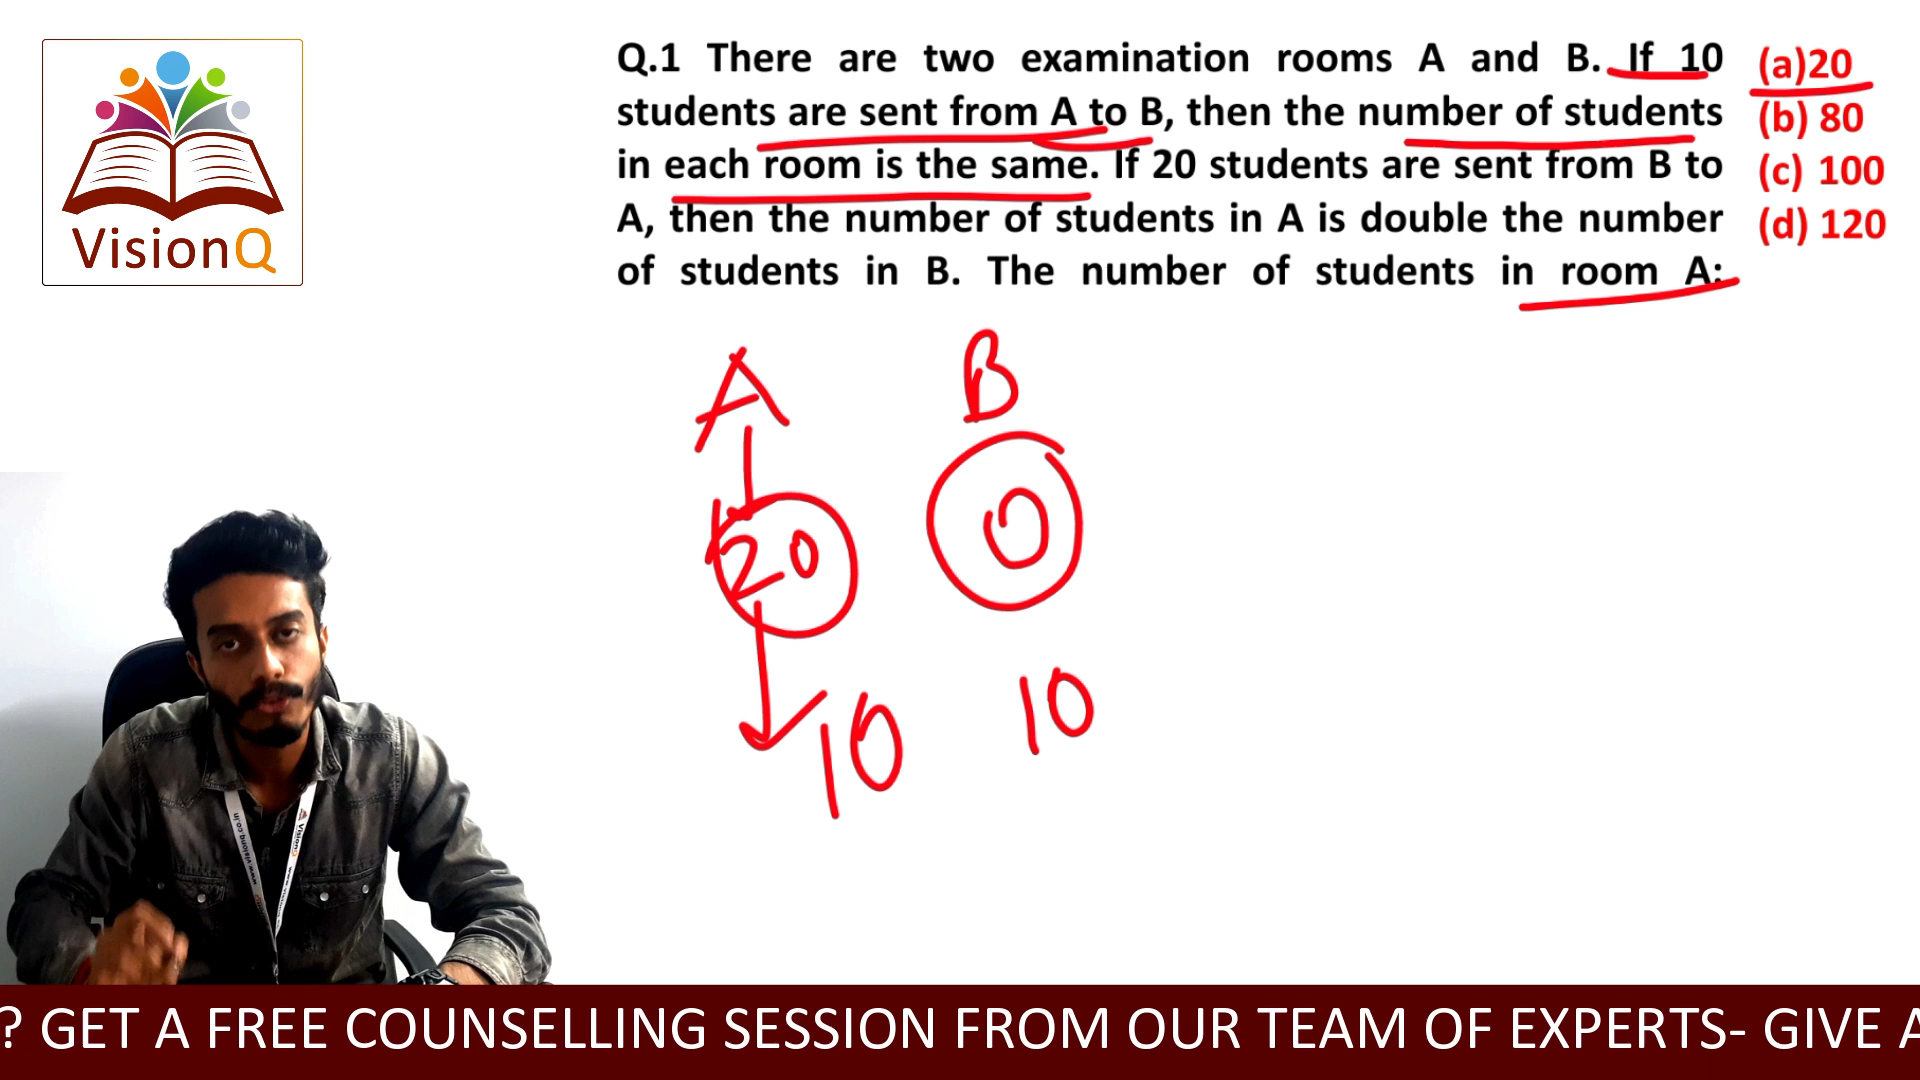 Q.1 There are two examination rooms A and B. If 10
students are sent from A to B, then the number of students
in each room is the same. If 20 students are sent from B to
A, then the number of students in A is double the number
of students in B. The number of students in room A:
(a)20
(b) 80
(c) 100
(d) 120
VisionQ
A B
20 0
10 10
? GET A FREE COUNSELLING SESSION FROM OUR TEAM OF EXPERTS- GIVE A